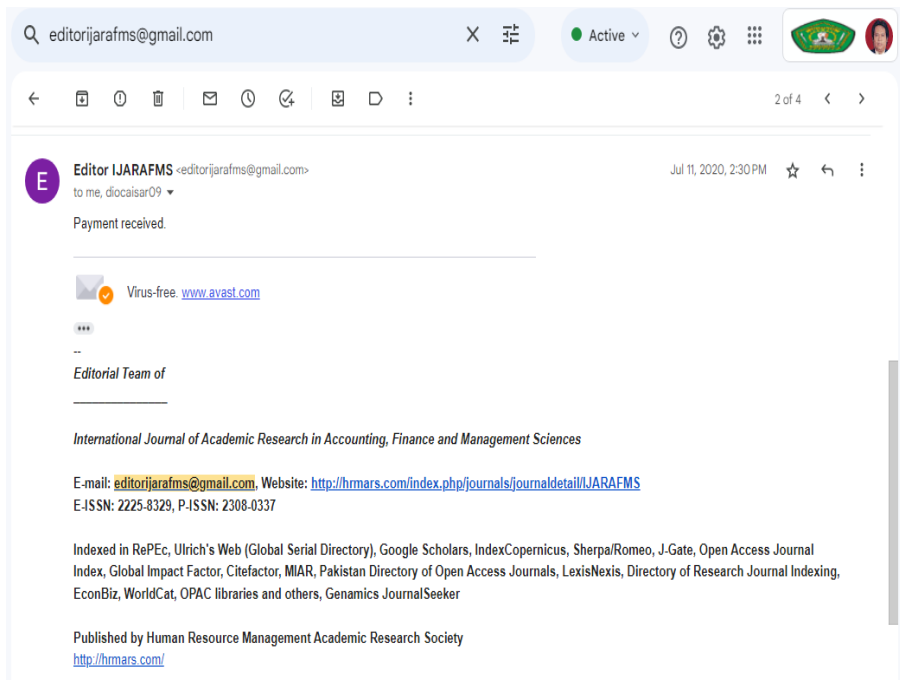 editorijarafms@gmail.com
Active
2 of 4
Editor IJARAFMS <editorijarafms@gmail.com>
Jul 11, 2020, 2:30 PM
to me, diocaisar09
Payment received.
Virus-free. www.avast.com
--
Editorial Team of
_______________
International Journal of Academic Research in Accounting, Finance and Management Sciences
E-mail: editorijarafms@gmail.com, Website: http://hrmars.com/index.php/journals/journaldetail/IJARAFMS
E-ISSN: 2225-8329, P-ISSN: 2308-0337
Indexed in RePEc, Ulrich's Web (Global Serial Directory), Google Scholars, IndexCopernicus, Sherpa/Romeo, J-Gate, Open Access Journal
Index, Global Impact Factor, Citefactor, MIAR, Pakistan Directory of Open Access Journals, LexisNexis, Directory of Research Journal Indexing,
EconBiz, WorldCat, OPAC libraries and others, Genamics JournalSeeker
Published by Human Resource Management Academic Research Society
http://hrmars.com/
E